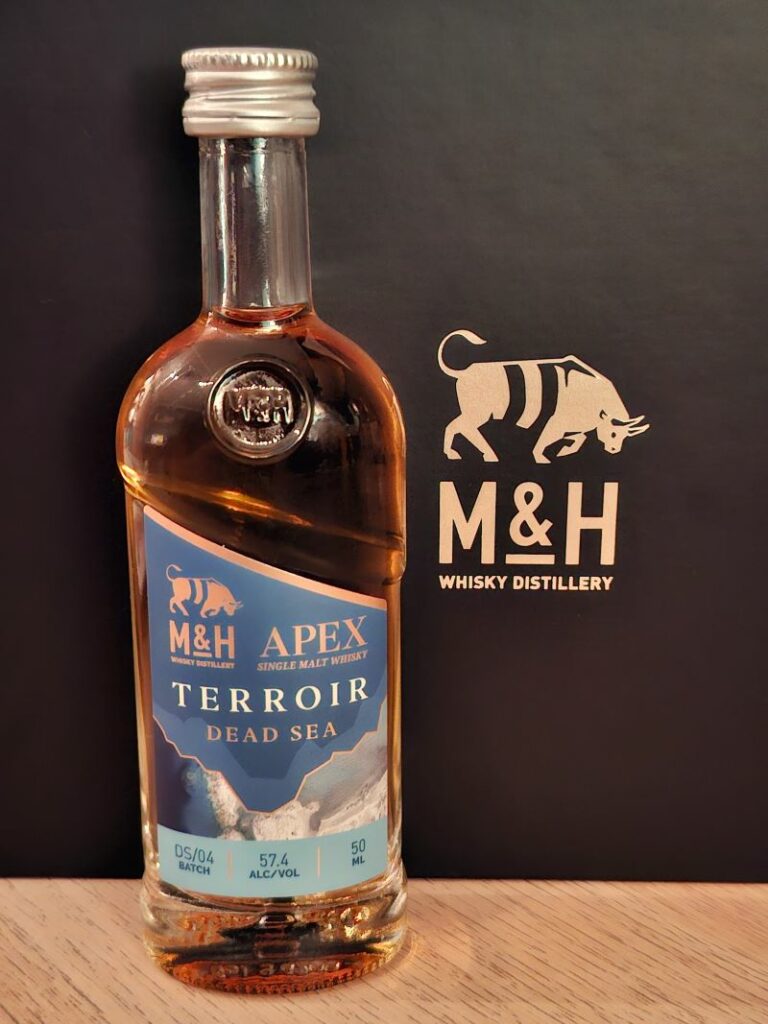 M&H
M&H
WHISKY DISTILLERY
APEX
SINGLE MALT WHISKY
TERROIR
DEAD SEA
DS/04
BATCH
57.4
ALC/VOL
50
ML
M&H
WHISKY DISTILLERY